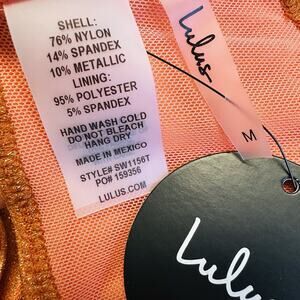 SHELL:
76% NYLON
14% SPANDEX
10% METALLIC
LINING:
95% POLYESTER
5% SPANDEX
HAND WASH COLD
DO NOT BLEACH
HANG DRY
MADE IN MEXICO
STYLE# SW1156T
PO# 159356
LULUS.COM
Lulus
M
Lulus